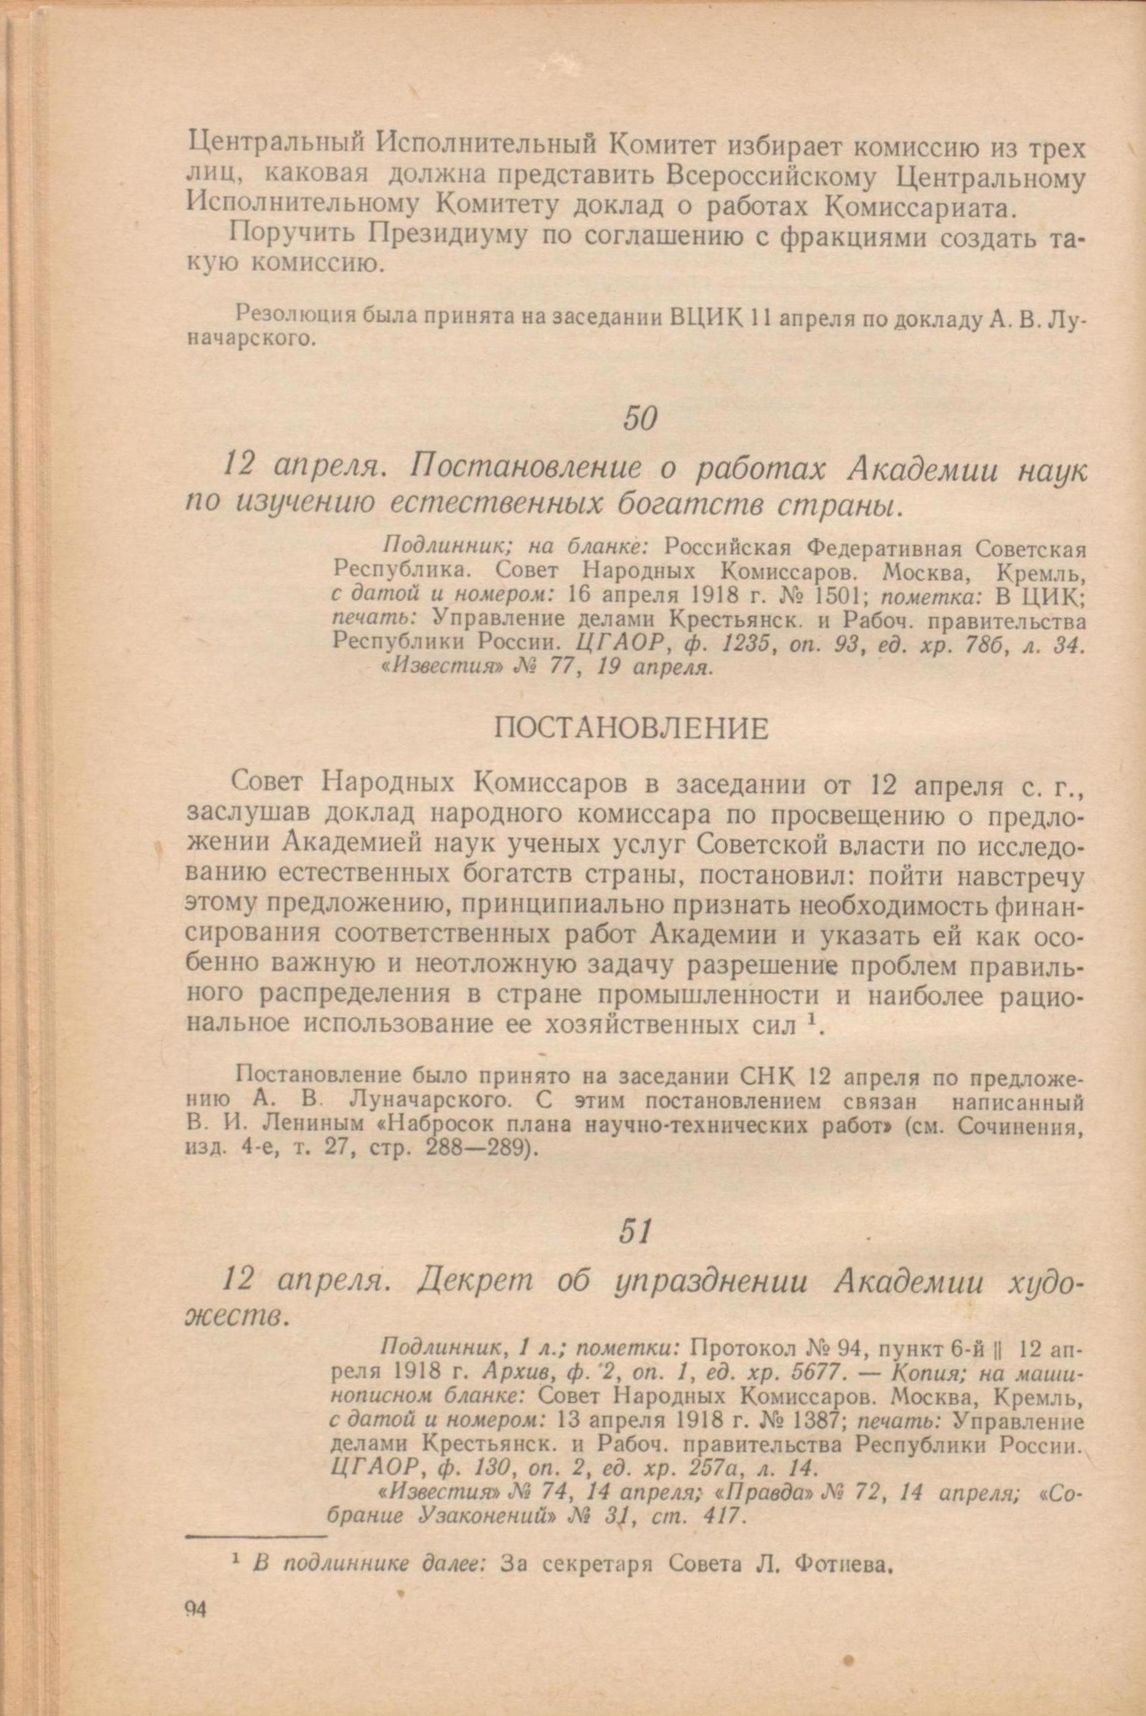 Центральный Исполнительный Комитет избирает комиссию из трех
лиц, каковая должна представить Всероссийскому Центральному
Исполнительному Комитету доклад о работах Комиссариата.
Поручить Президиуму по соглашению с фракциями создать та-
кую комиссию.
Резолюция была принята на заседании ВЦИК 11 апреля по докладу А. В. Лу-
начарского.
50
12 апреля. Постановление о работах Академии наук
по изучению естественных богатств страны.
Подлинник; на бланке: Российская Федеративная Советская
Республика. Совет Народных Комиссаров. Москва, Кремль,
с датой и номером: 16 апреля 1918 г. № 1501; пометка: В ЦИК;
печать: Управление делами Крестьянск. и Рабоч. правительства
Республики России. ЦГАОР, ф. 1235, оп. 93, ед. хр. 78б, л. 34.
«Известия» № 77, 19 апреля.
ПОСТАНОВЛЕНИЕ
Совет Народных Комиссаров в заседании от 12 апреля с. г.,
заслушав доклад народного комиссара по просвещению о предло-
жении Академией наук ученых услуг Советской власти по исследо-
ванию естественных богатств страны, постановил: пойти навстречу
этому предложению, принципиально признать необходимость финан-
сирования соответственных работ Академии и указать ей как осо-
бенно важную и неотложную задачу разрешение проблем правиль-
ного распределения в стране промышленности и наиболее рацио-
нальное использование ее хозяйственных сил ¹.
Постановление было принято на заседании СНК 12 апреля по предложе-
нию А. В. Луначарского. С этим постановлением связан написанный
В. И. Лениным «Набросок плана научно-технических работ» (см. Сочинения,
изд. 4-е, т. 27, стр. 288—289).
51
12 апреля. Декрет об упразднении Академии худо-
жеств.
Подлинник, 1 л.; пометки: Протокол № 94, пункт 6-й || 12 ап-
реля 1918 г. Архив, ф. 2, оп. 1, ед. хр. 5677. — Копия; на маши-
нописном бланке: Совет Народных Комиссаров. Москва, Кремль,
с датой и номером: 13 апреля 1918 г. № 1387; печать: Управление
делами Крестьянск. и Рабоч. правительства Республики России.
ЦГАОР, ф. 130, оп. 2, ед. хр. 257а, л. 14.
«Известия» № 74, 14 апреля; «Правда» № 72, 14 апреля; «Со-
брание Узаконений» № 31, ст. 417.
¹ В подлиннике далее: За секретаря Совета Л. Фотиева.
94